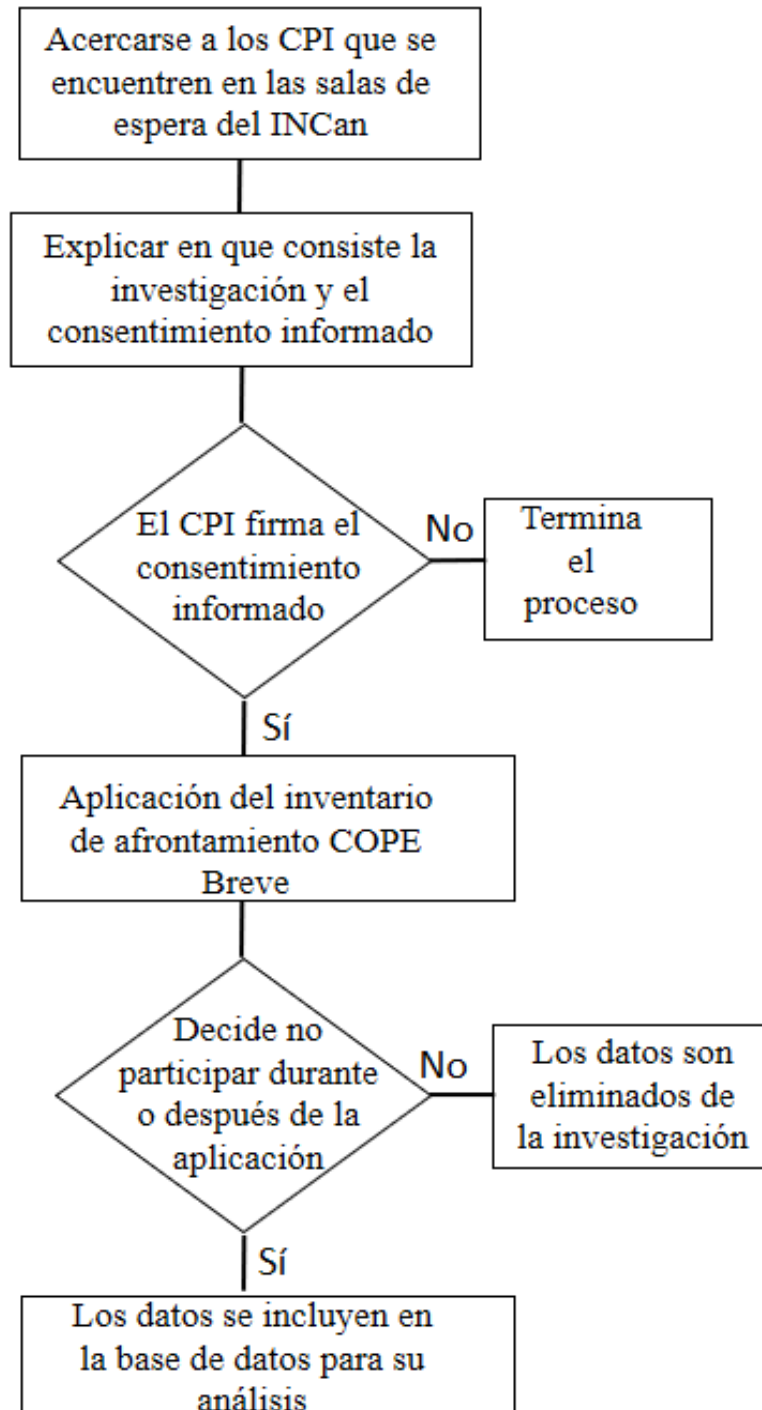 Acercarse a los CPI que se
encuentren en las salas de
espera del INCan
Explicar en que consiste la
investigación y el
consentimiento informado
El CPI firma el
consentimiento
informado
No
Termina
el
proceso
Sí
Aplicación del inventario
de afrontamiento COPE
Breve
Decide no
participar durante
o después de la
aplicación
No
Los datos son
eliminados de
la investigación
Sí
Los datos se incluyen en
la base de datos para su
análisis